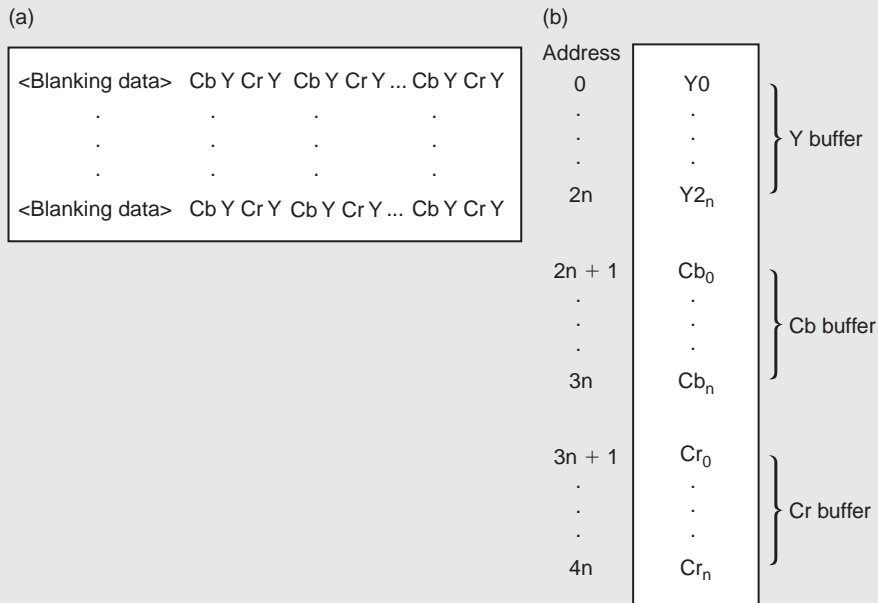 (a)
<Blanking data> Cb Y Cr Y Cb Y Cr Y ... Cb Y Cr Y
. . . .
. . . .
. . . .
<Blanking data> Cb Y Cr Y Cb Y Cr Y ... Cb Y Cr Y
(b)
Address
0 Y0
. .
. . Y buffer
. .
2n Y2ₙ
2n + 1 Cb₀
. .
. . Cb buffer
. .
3n Cbₙ
3n + 1 Cr₀
. .
. . Cr buffer
. .
4n Crₙ